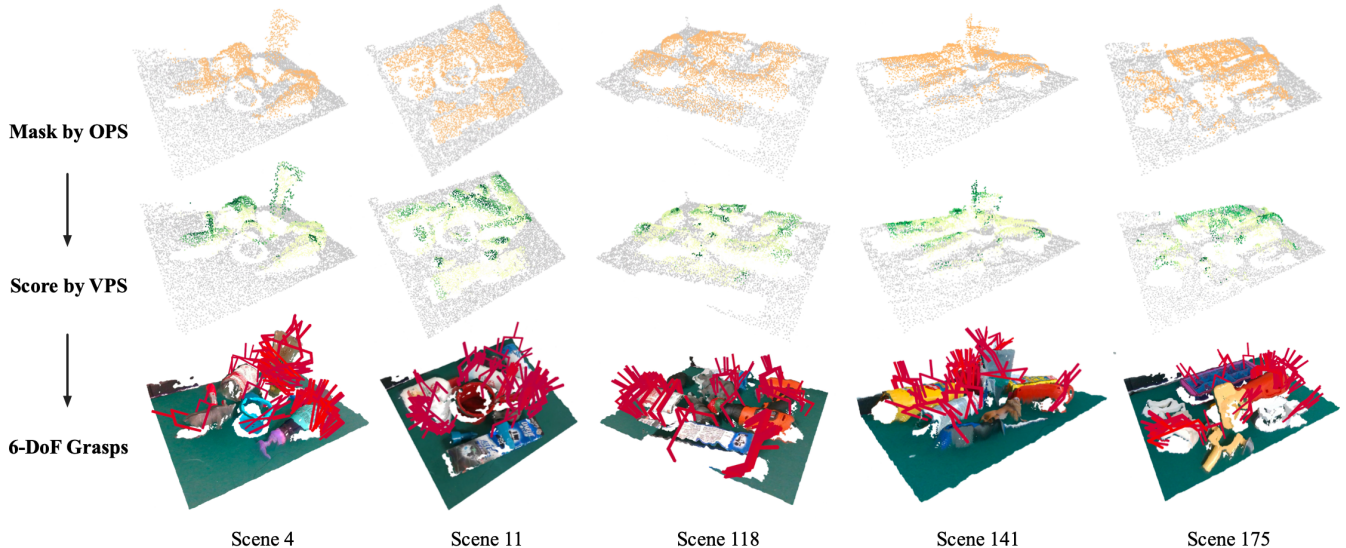 Mask by OPS
Score by VPS
6-DoF Grasps
Scene 4
Scene 11
Scene 118
Scene 141
Scene 175